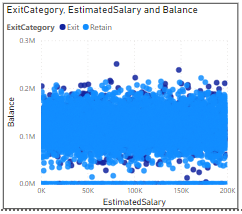 ExitCategory, EstimatedSalary and Balance
ExitCategory Exit Retain
0.3M
0.2M
0.1M
0.0M
Balance
0K 50K 100K 150K 200K
EstimatedSalary